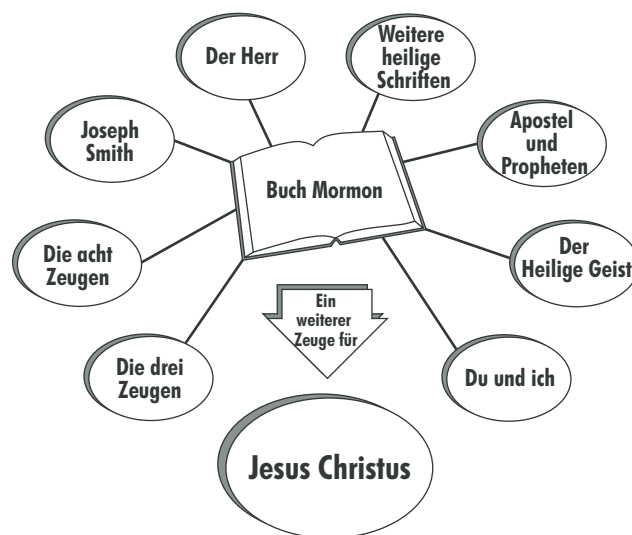 Der Herr
Weitere
heilige
Schriften
Joseph
Smith
Apostel
und
Propheten
Buch Mormon
Die acht
Zeugen
Der
Heilige Geist
Ein
weiterer
Zeuge für
Die drei
Zeugen
Du und ich
Jesus Christus